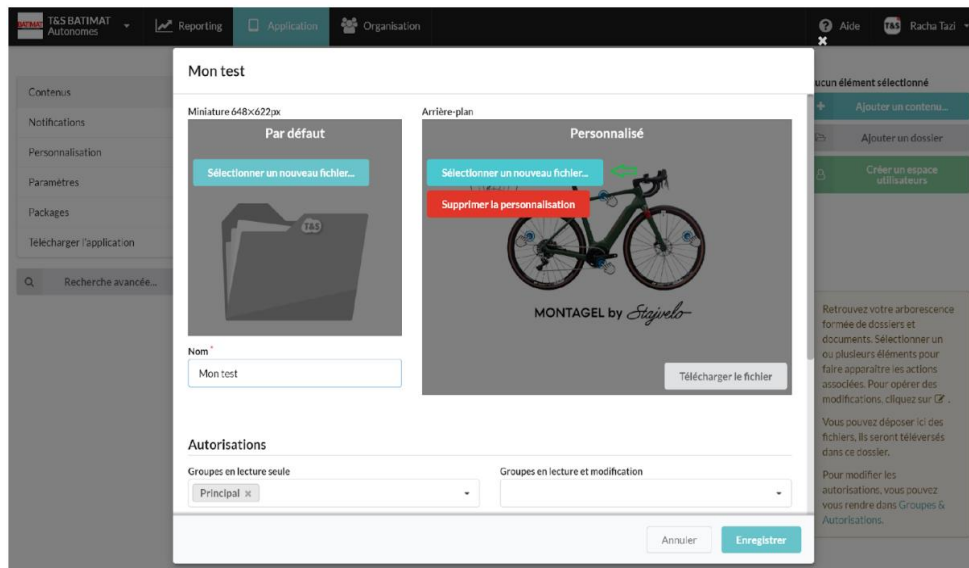 BATIMAT
T&S BATIMAT
Autonomes
Reporting
Application
Organisation
Aide
T&S
Racha Tazi
Mon test
ucun élément sélectionné
Contenus
Notifications
Personnalisation
Paramètres
Packages
Télécharger l'application
Recherche avancée...
Miniature 648×622px
Par défaut
Sélectionner un nouveau fichier...
T&S
Nom *
Mon test
Arrière-plan
Personnalisé
Sélectionner un nouveau fichier...
Supprimer la personnalisation
MONTAGEL by Stajvelo
Télécharger le fichier
Autorisations
Groupes en lecture seule
Principal ×
Groupes en lecture et modification
Annuler
Enregistrer
Ajouter un contenu...
Ajouter un dossier
Créer un espace
utilisateurs
Retrouvez votre arborescence
formée de dossiers et
documents. Sélectionner un
ou plusieurs éléments pour
faire apparaître les actions
associées. Pour opérer des
modifications, cliquez sur .
Vous pouvez déposer ici des
fichiers, ils seront téléversés
dans ce dossier.
Pour modifier les
autorisations, vous pouvez
vous rendre dans Groupes &
Autorisations.